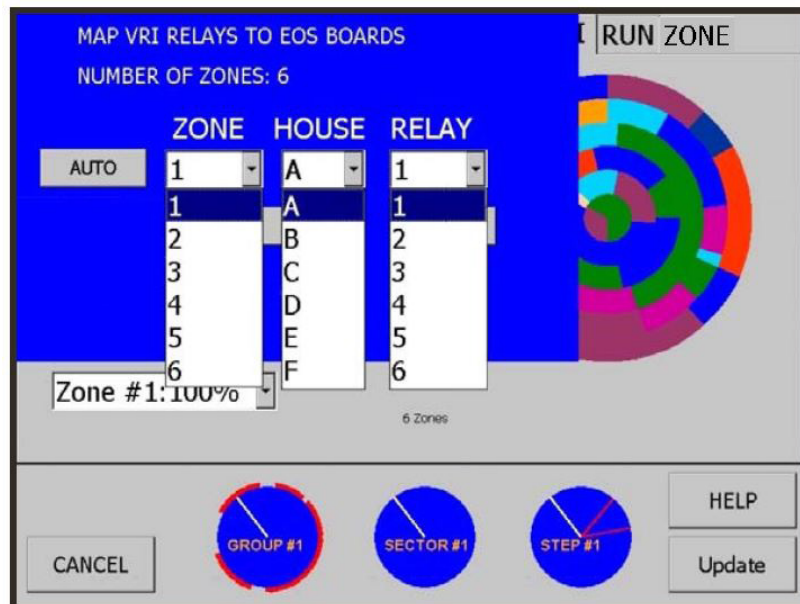 MAP VRI RELAYS TO EOS BOARDS
RUN ZONE
NUMBER OF ZONES: 6
ZONE HOUSE RELAY
AUTO 1 A 1
1 A 1
2 B 2
3 C 3
4 D 4
5 E 5
6 F 6
Zone #1:100%
6 Zones
GROUP #1 SECTOR #1 STEP #1
HELP
CANCEL
Update